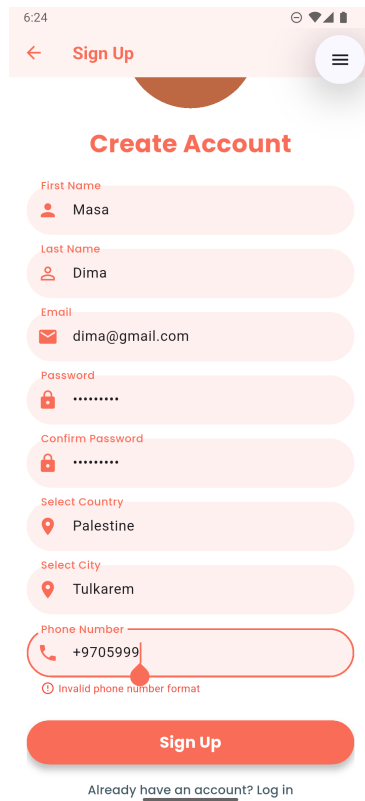 6:24
Sign Up
Create Account
First Name
Masa
Last Name
Dima
Email
dima@gmail.com
Password
•••••••••
Confirm Password
•••••••••
Select Country
Palestine
Select City
Tulkarem
Phone Number
+9705999
Invalid phone number format
Sign Up
Already have an account? Log in